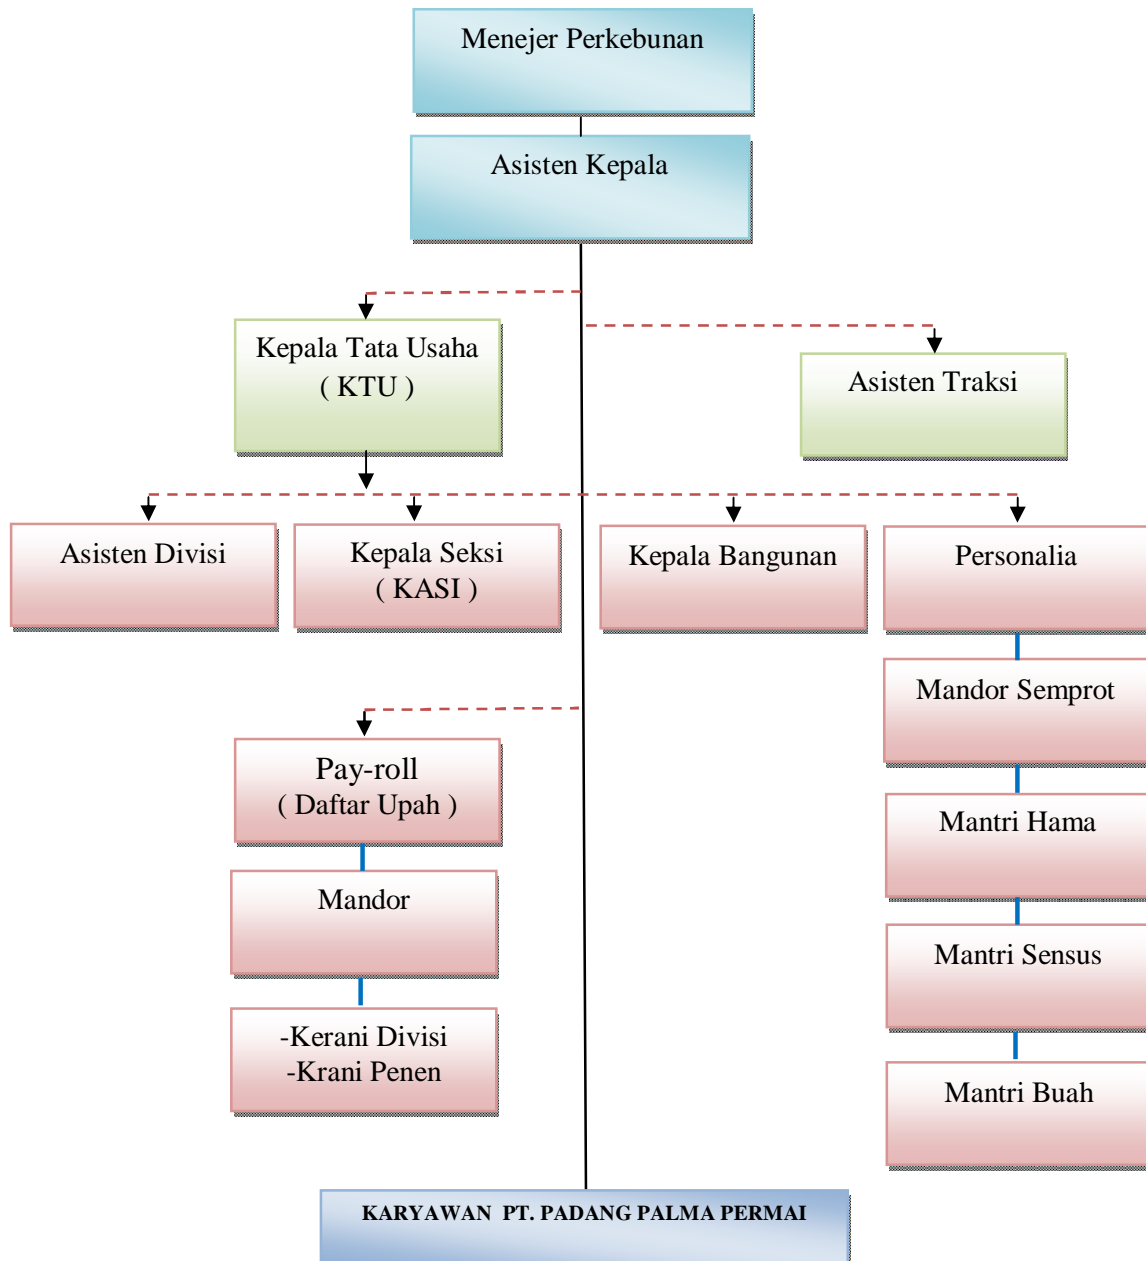 Menejer Perkebunan
Asisten Kepala
Kepala Tata Usaha
( KTU )
Asisten Traksi
Asisten Divisi
Kepala Seksi
( KASI )
Kepala Bangunan
Personalia
Mandor Semprot
Pay-roll
( Daftar Upah )
Mantri Hama
Mandor
Mantri Sensus
-Kerani Divisi
-Krani Penen
Mantri Buah
KARYAWAN PT. PADANG PALMA PERMAI